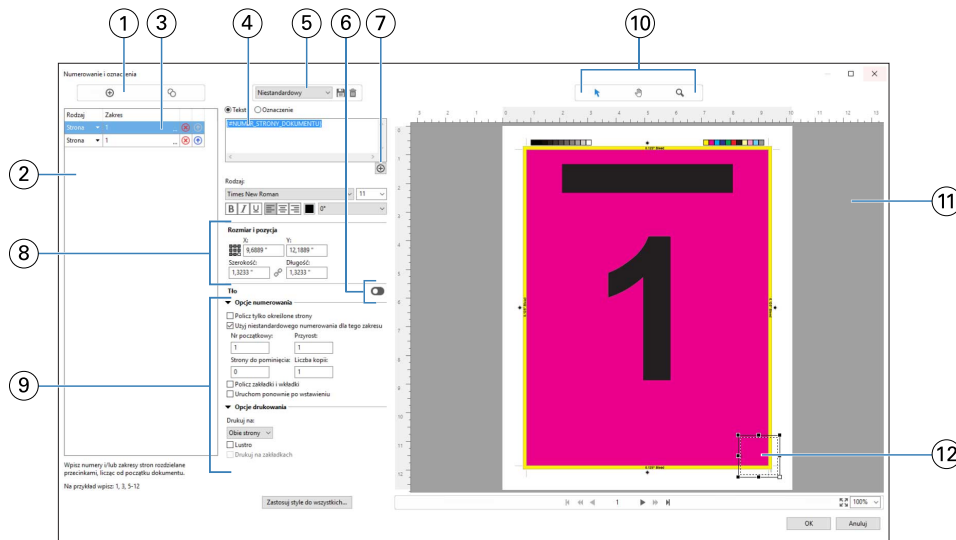 1 3 4 5 6 7 10
Numerowanie i oznaczenia
Niestandardowy
Rodzaj Zakres
Strona 1 ...
Strona 1 ...
Tekst Oznaczenie
2
11
Rodzaj:
Times New Roman 11
B I U 0°
8
Rozmiar i pozycja
X: Y:
9,6889 " 12,1889 "
Szerokość: Długość:
1,3233 " 1,3233 "
Tło
Opcje numerowania
Policz tylko określone strony
Użyj niestandardowego numerowania dla tego zakresu
Nr początkowy: Przyrost:
1 1
Strony do pominięcia: Liczba kopii:
0 1
9
Policz zakładki i wkładki
Uruchom ponownie po wstawieniu
Opcje drukowania
Drukuj na:
Obie strony
Lustro
Drukuj na zakładkach
1
12
Wpisz numery i/lub zakresy stron rozdzielane
przecinkami, licząc od początku dokumentu.
Na przykład wpisz: 1, 3, 5-12
Zastosuj style do wszystkich...
1 100%
OK Anuluj